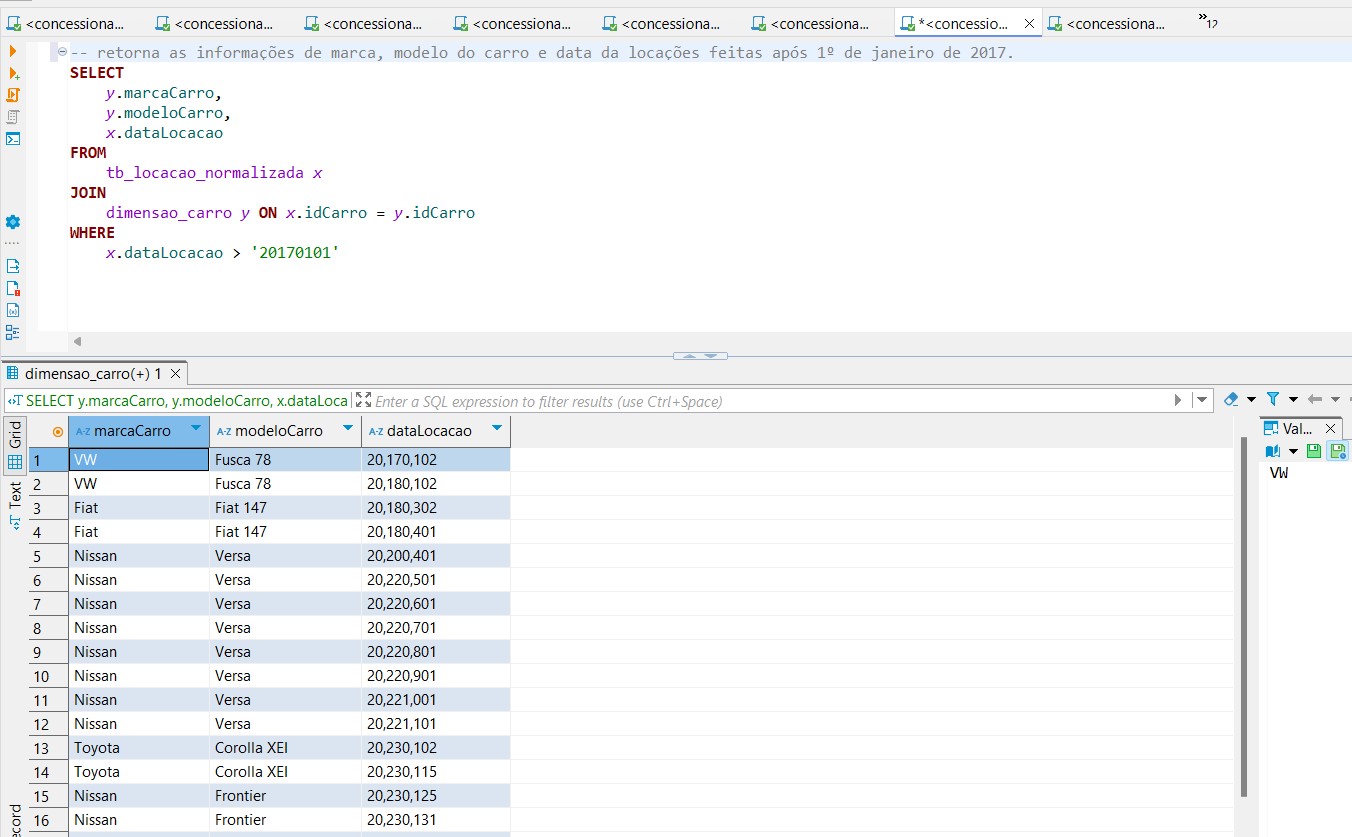 <concessiona... <concessiona... <concessiona... <concessiona... <concessiona... <concessiona... *<concessio... <concessiona... »12
-- retorna as informações de marca, modelo do carro e data da locações feitas após 1º de janeiro de 2017.
SELECT
y.marcaCarro,
y.modeloCarro,
x.dataLocacao
FROM
tb_locacao_normalizada x
JOIN
dimensao_carro y ON x.idCarro = y.idCarro
WHERE
x.dataLocacao > '20170101'
dimensao_carro(+) 1
SELECT y.marcaCarro, y.modeloCarro, x.dataLoca Enter a SQL expression to filter results (use Ctrl+Space)
Grid
Text
ecord
A-Z marcaCarro A-Z modeloCarro A-Z dataLocacao
1 VW Fusca 78 20,170,102
2 VW Fusca 78 20,180,102
3 Fiat Fiat 147 20,180,302
4 Fiat Fiat 147 20,180,401
5 Nissan Versa 20,200,401
6 Nissan Versa 20,220,501
7 Nissan Versa 20,220,601
8 Nissan Versa 20,220,701
9 Nissan Versa 20,220,801
10 Nissan Versa 20,220,901
11 Nissan Versa 20,221,001
12 Nissan Versa 20,221,101
13 Toyota Corolla XEI 20,230,102
14 Toyota Corolla XEI 20,230,115
15 Nissan Frontier 20,230,125
16 Nissan Frontier 20,230,131
Val...
VW